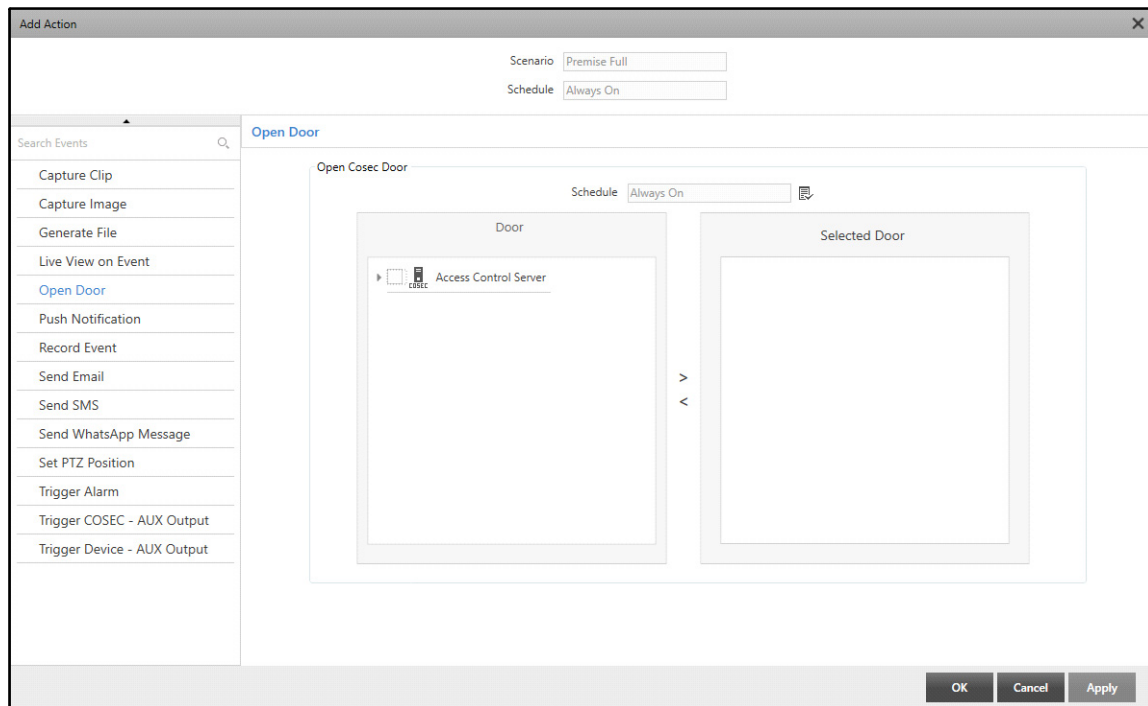 Add Action
Scenario Premise Full
Schedule Always On
Search Events
Capture Clip
Capture Image
Generate File
Live View on Event
Open Door
Push Notification
Record Event
Send Email
Send SMS
Send WhatsApp Message
Set PTZ Position
Trigger Alarm
Trigger COSEC - AUX Output
Trigger Device - AUX Output
Open Door
Open Cosec Door
Schedule Always On
Door
COSEC Access Control Server
>
<
Selected Door
OK Cancel Apply